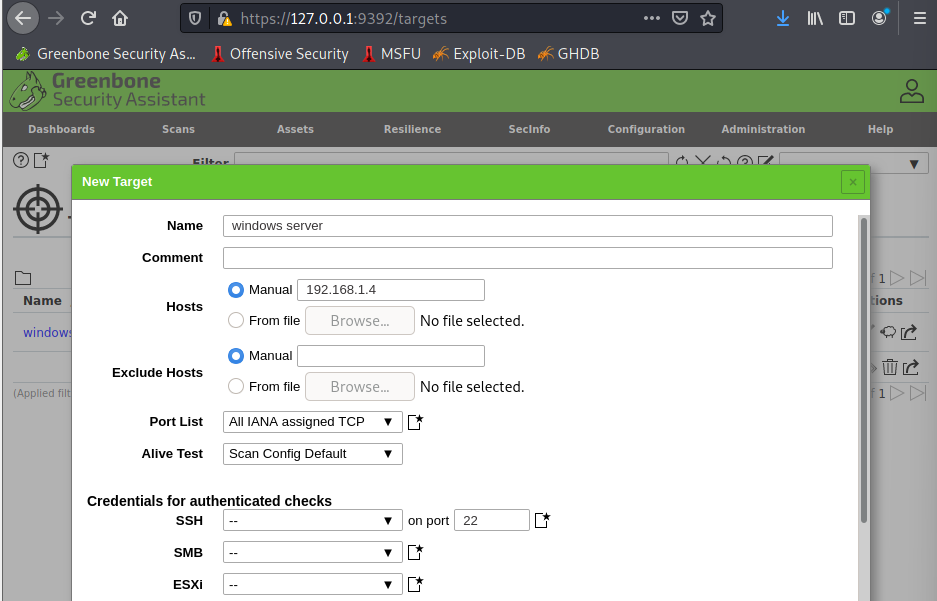 https://127.0.0.1:9392/targets
Greenbone Security As... Offensive Security MSFU Exploit-DB GHDB
Greenbone
Security Assistant
Dashboards Scans Assets Resilience SecInfo Configuration Administration Help
Filter
New Target ×
Name windows server
Comment
Hosts
Manual 192.168.1.4
From file Browse... No file selected.
Exclude Hosts
Manual
From file Browse... No file selected.
Port List All IANA assigned TCP
Alive Test Scan Config Default
Credentials for authenticated checks
SSH -- on port 22
SMB --
ESXi --
f 1
Name
tions
windows
(Applied filt
f 1